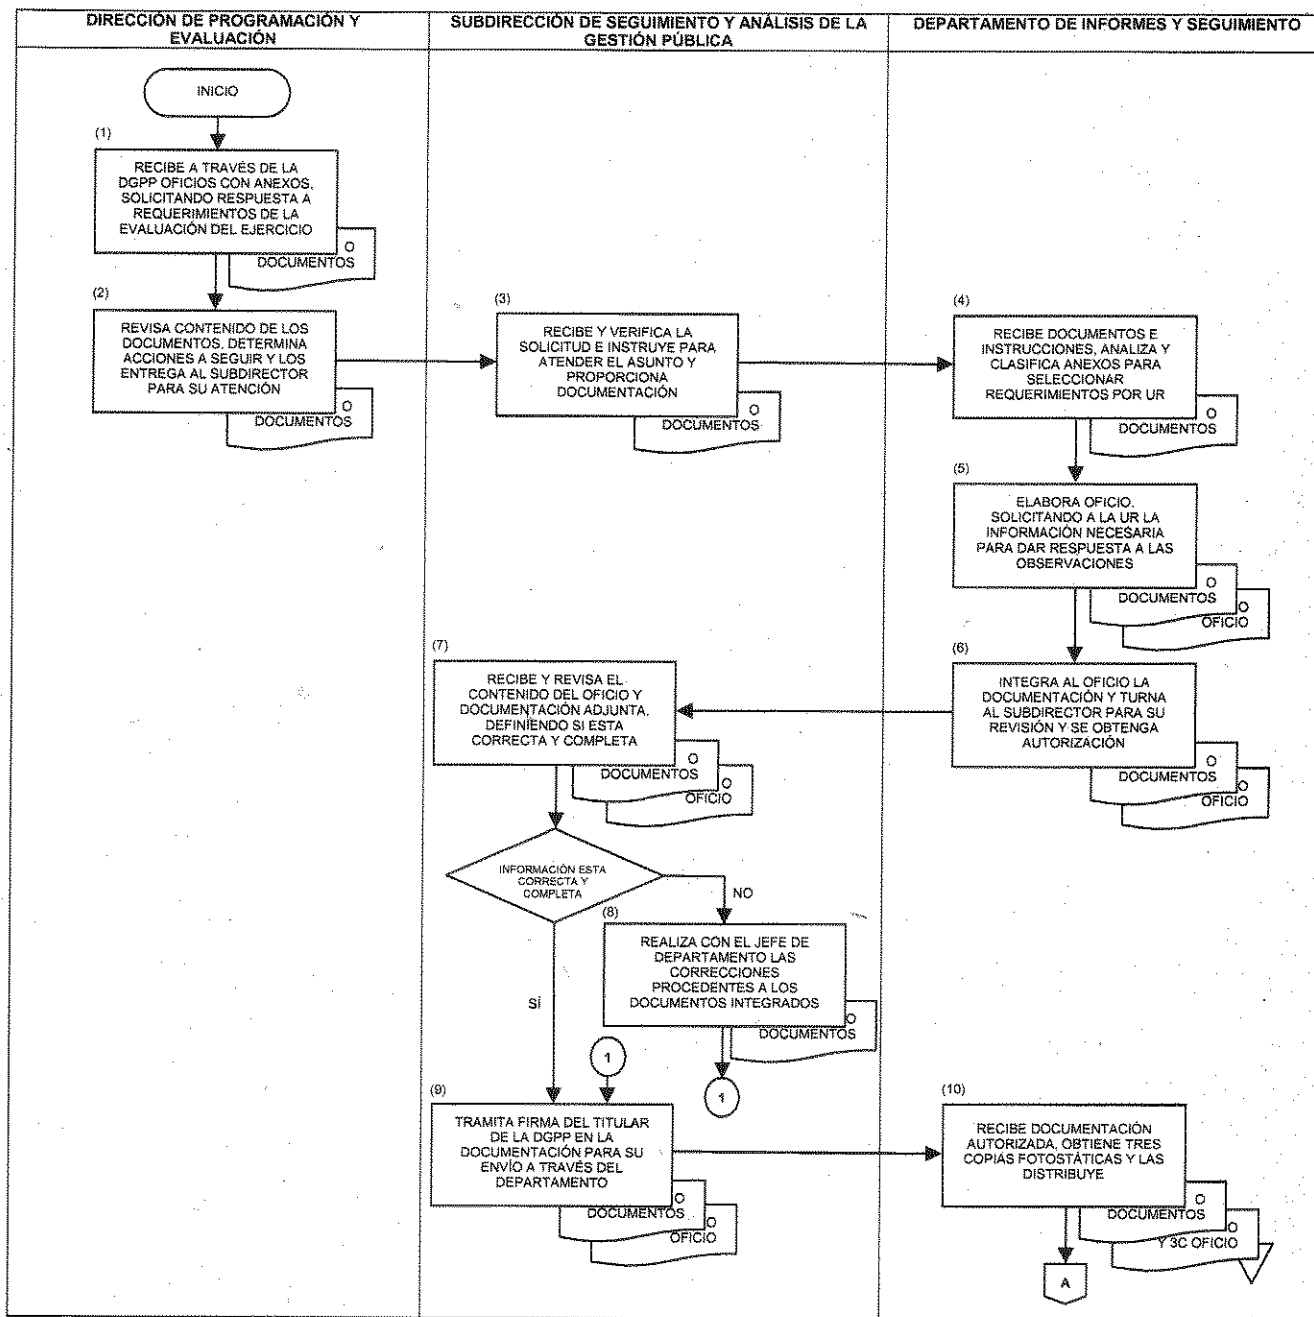 DIRECCIÓN DE PROGRAMACIÓN Y
EVALUACIÓN
SUBDIRECCIÓN DE SEGUIMIENTO Y ANÁLISIS DE LA
GESTIÓN PÚBLICA
DEPARTAMENTO DE INFORMES Y SEGUIMIENTO
INICIO
(1)
RECIBE A TRAVÉS DE LA
DGPP OFICIOS CON ANEXOS,
SOLICITANDO RESPUESTA A
REQUERIMIENTOS DE LA
EVALUACIÓN DEL EJERCICIO
O
DOCUMENTOS
(2)
REVISA CONTENIDO DE LOS
DOCUMENTOS, DETERMINA
ACCIONES A SEGUIR Y LOS
ENTREGA AL SUBDIRECTOR
PARA SU ATENCIÓN
O
DOCUMENTOS
(3)
RECIBE Y VERIFICA LA
SOLICITUD E INSTRUYE PARA
ATENDER EL ASUNTO Y
PROPORCIONA
DOCUMENTACIÓN
O
DOCUMENTOS
(4)
RECIBE DOCUMENTOS E
INSTRUCCIONES, ANALIZA Y
CLASIFICA ANEXOS PARA
SELECCIONAR
REQUERIMIENTOS POR UR
O
DOCUMENTOS
(5)
ELABORA OFICIO,
SOLICITANDO A LA UR LA
INFORMACIÓN NECESARIA
PARA DAR RESPUESTA A LAS
OBSERVACIONES
O
DOCUMENTOS
O
OFICIO
(6)
INTEGRA AL OFICIO LA
DOCUMENTACIÓN Y TURNA
AL SUBDIRECTOR PARA SU
REVISIÓN Y SE OBTENGA
AUTORIZACIÓN
O
DOCUMENTOS
O
OFICIO
(7)
RECIBE Y REVISA EL
CONTENIDO DEL OFICIO Y
DOCUMENTACIÓN ADJUNTA,
DEFINIENDO SI ESTA
CORRECTA Y COMPLETA
O
DOCUMENTOS
O
OFICIO
INFORMACIÓN ESTA
CORRECTA Y
COMPLETA
NO
SÍ
(8)
REALIZA CON EL JEFE DE
DEPARTAMENTO LAS
CORRECCIONES
PROCEDENTES A LOS
DOCUMENTOS INTEGRADOS
O
DOCUMENTOS
1
1
(9)
TRAMITA FIRMA DEL TITULAR
DE LA DGPP EN LA
DOCUMENTACIÓN PARA SU
ENVÍO A TRAVÉS DEL
DEPARTAMENTO
O
DOCUMENTOS
O
OFICIO
(10)
RECIBE DOCUMENTACIÓN
AUTORIZADA, OBTIENE TRES
COPIAS FOTOSTÁTICAS Y LAS
DISTRIBUYE
O
DOCUMENTOS
O
Y 3C OFICIO
A